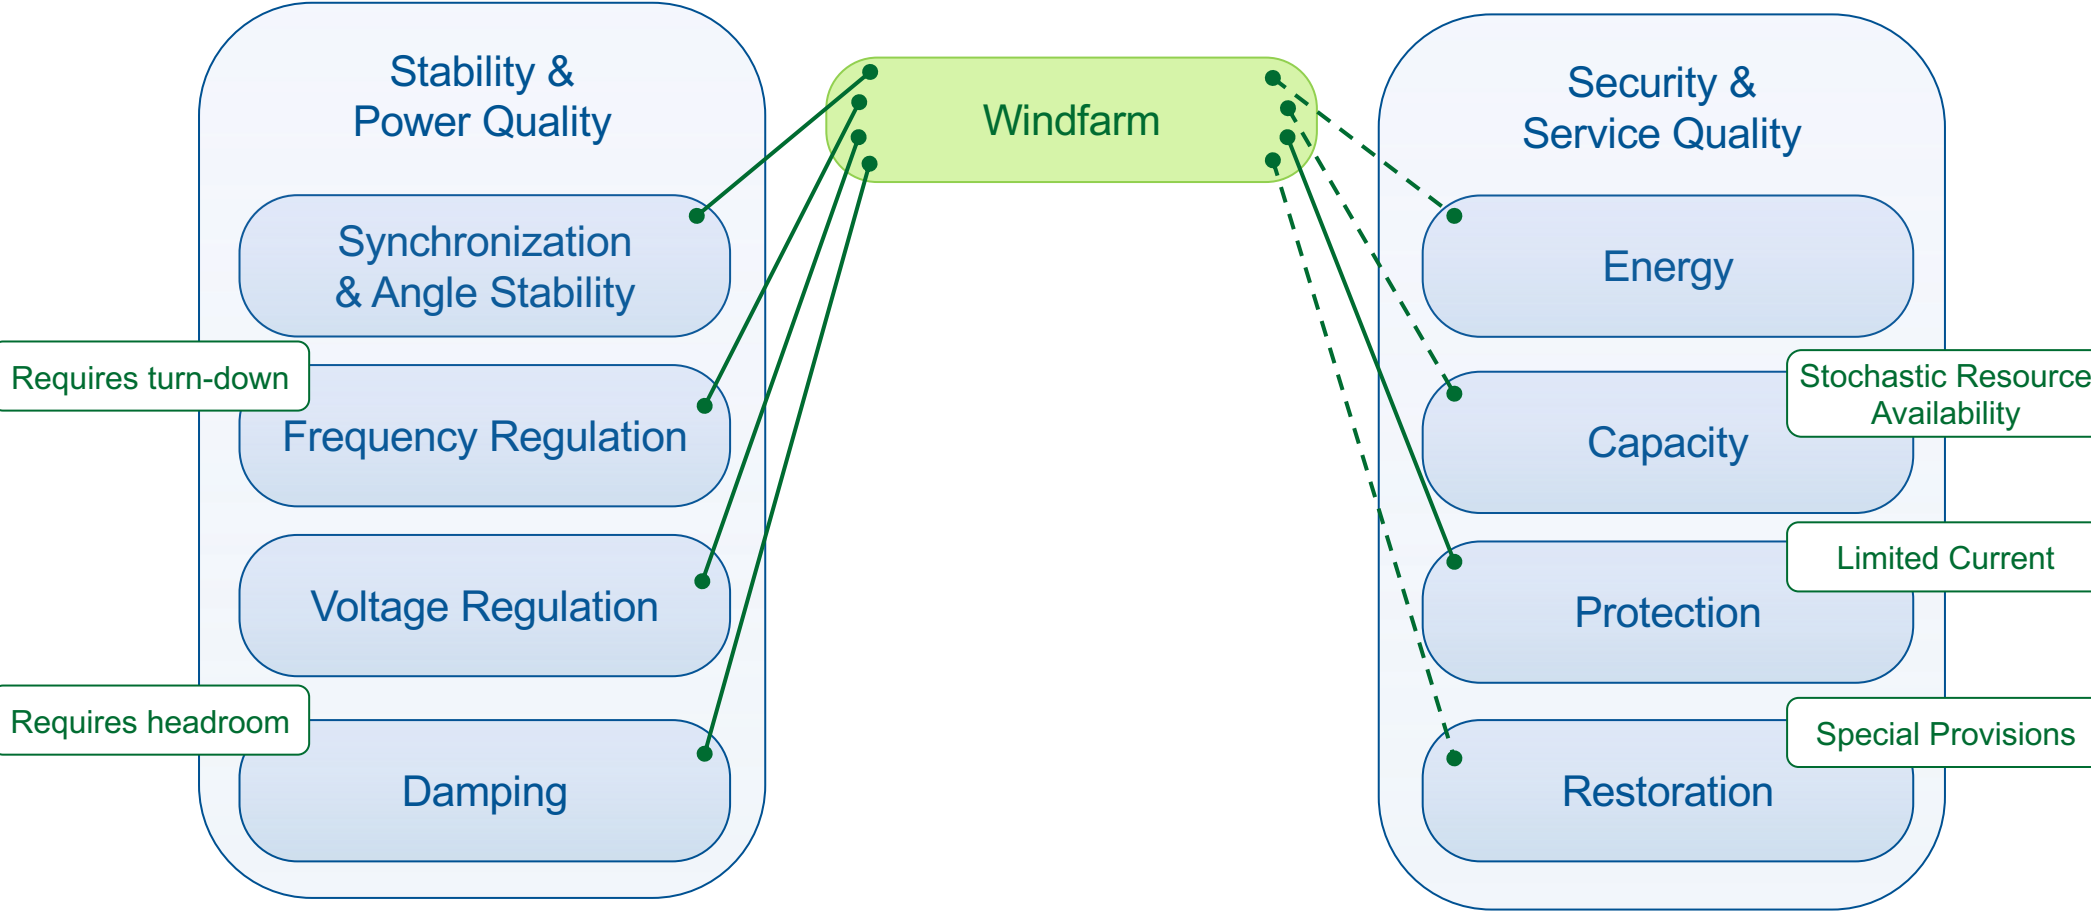 Stability &
Power Quality
Synchronization
& Angle Stability
Requires turn-down
Frequency Regulation
Voltage Regulation
Requires headroom
Damping
Windfarm
Security &
Service Quality
Energy
Stochastic Resource
Availability
Capacity
Limited Current
Protection
Special Provisions
Restoration